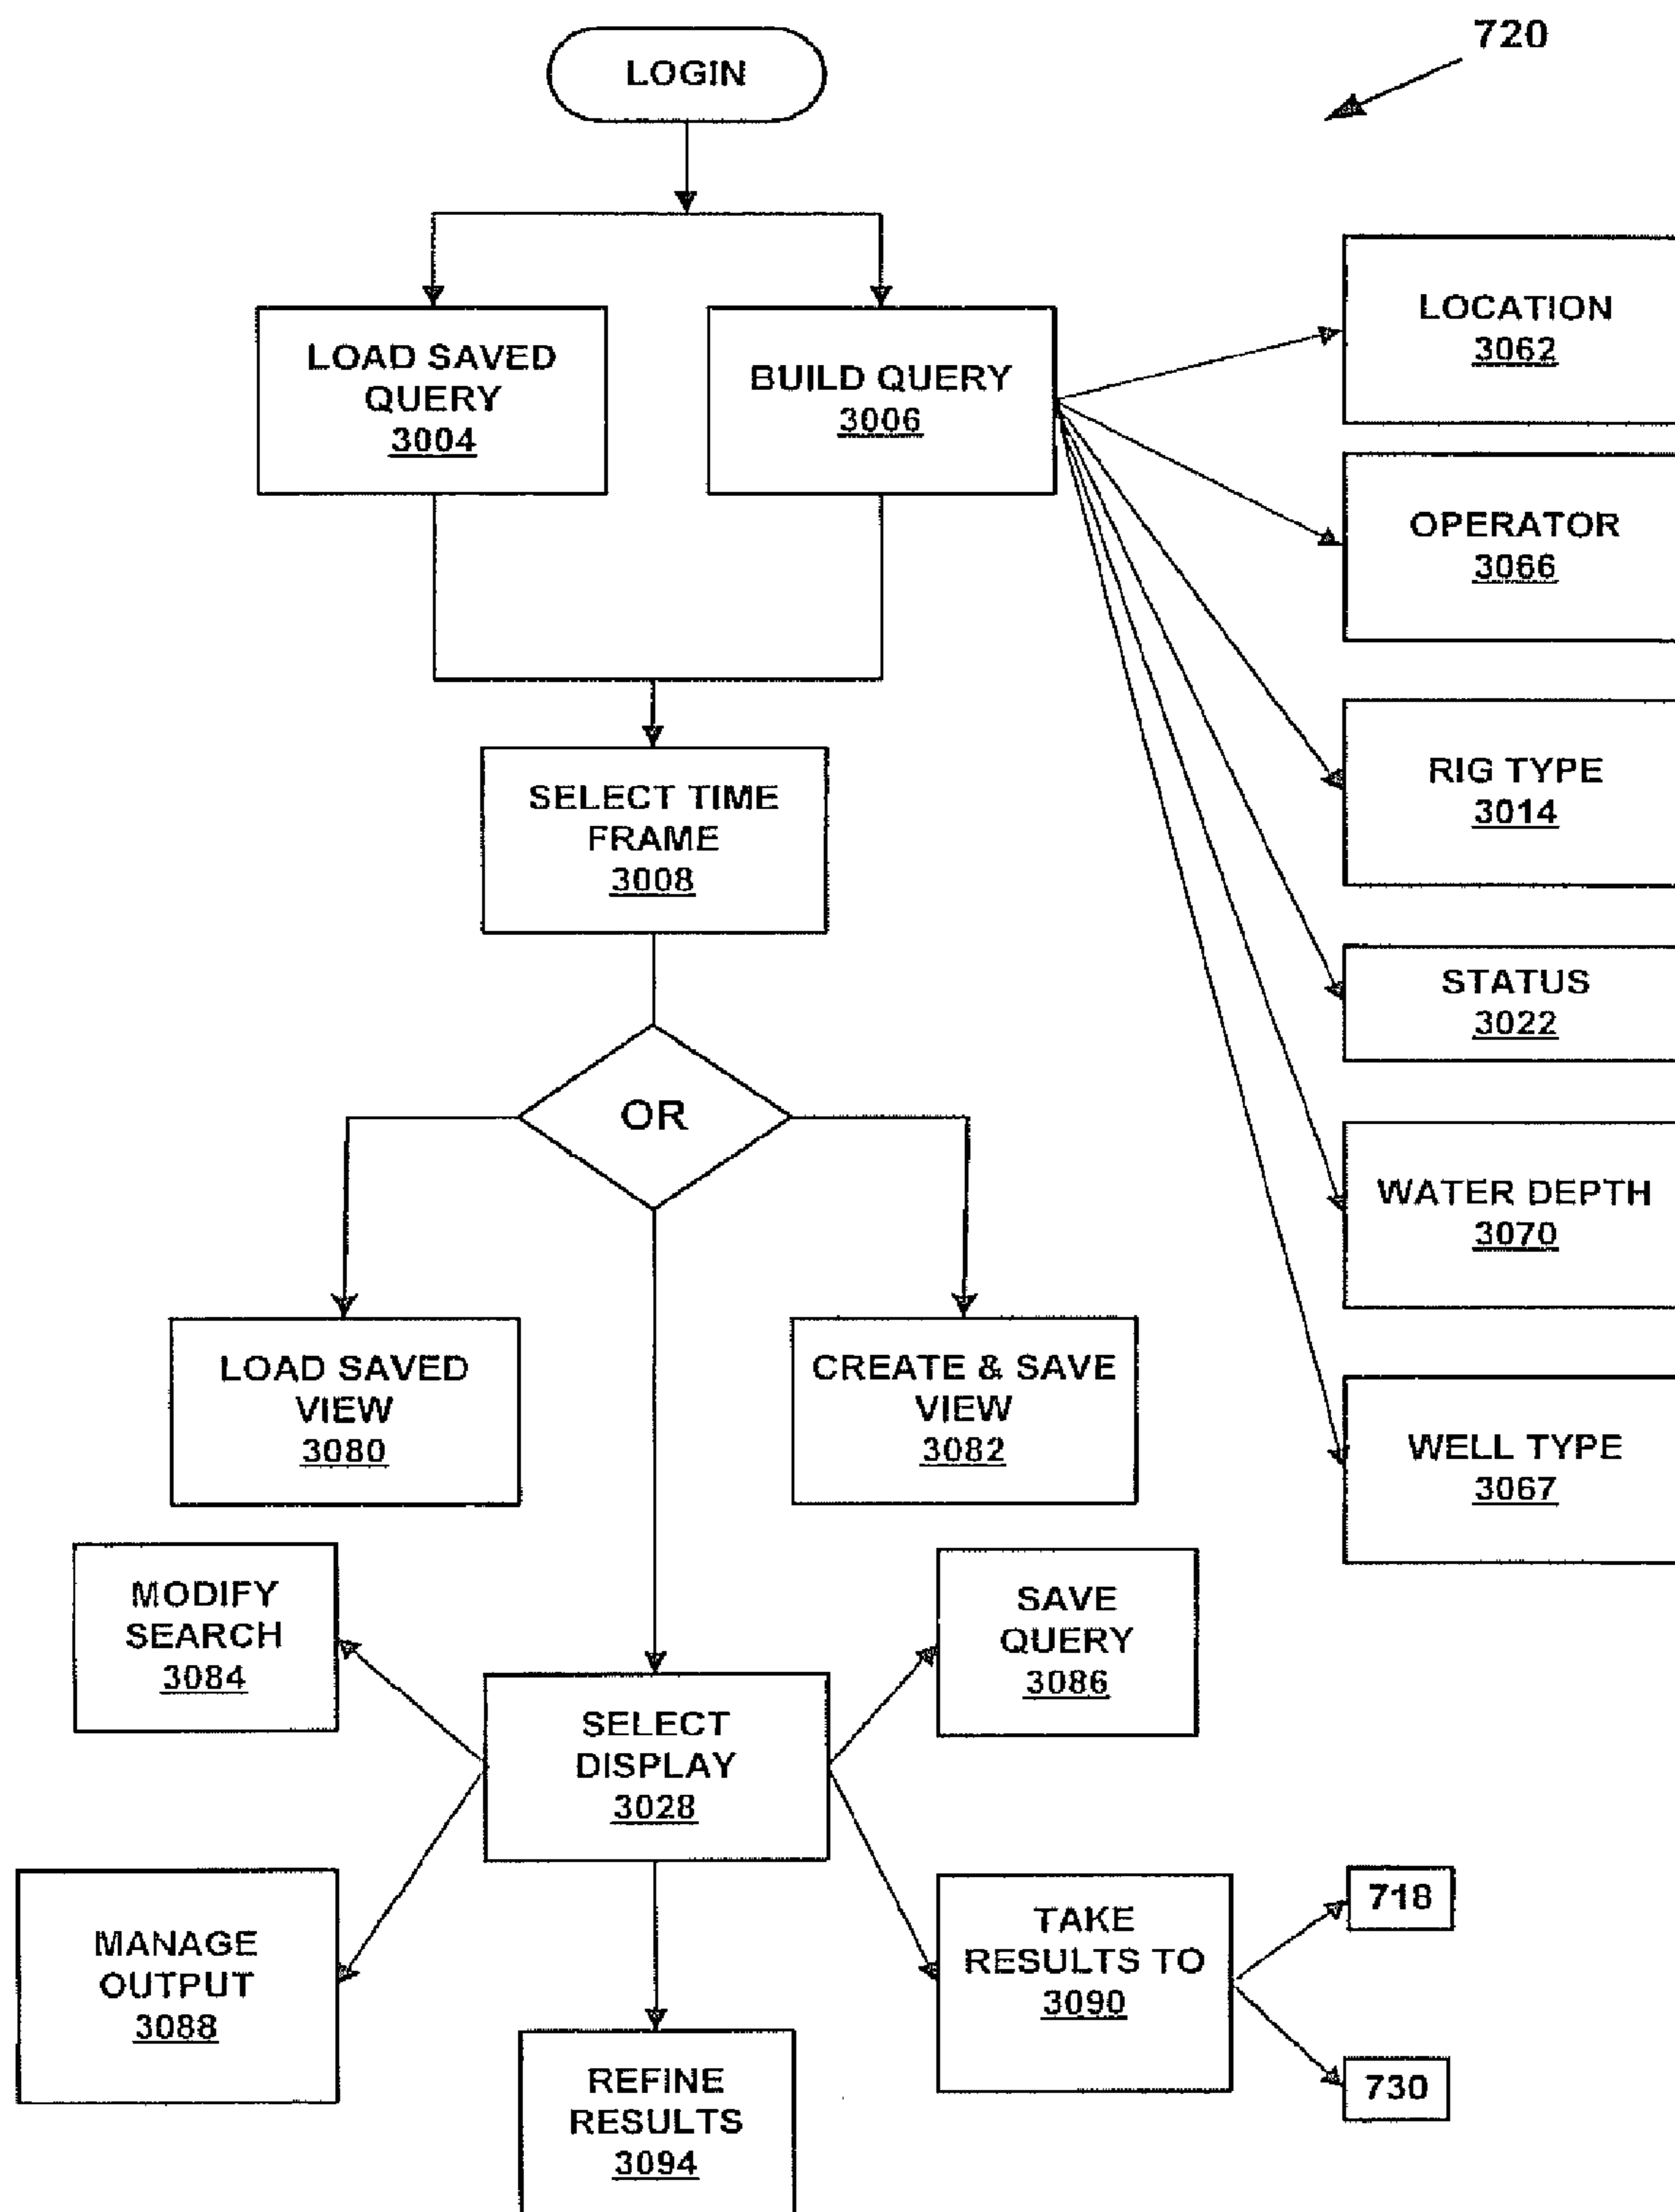 720
LOGIN
LOAD SAVED
QUERY
3004
BUILD QUERY
3006
LOCATION
3062
OPERATOR
3066
RIG TYPE
3014
STATUS
3022
WATER DEPTH
3070
WELL TYPE
3067
SELECT TIME
FRAME
3008
OR
LOAD SAVED
VIEW
3080
CREATE & SAVE
VIEW
3082
MODIFY
SEARCH
3084
SAVE
QUERY
3086
SELECT
DISPLAY
3028
MANAGE
OUTPUT
3088
TAKE
RESULTS TO
3090
718
730
REFINE
RESULTS
3094